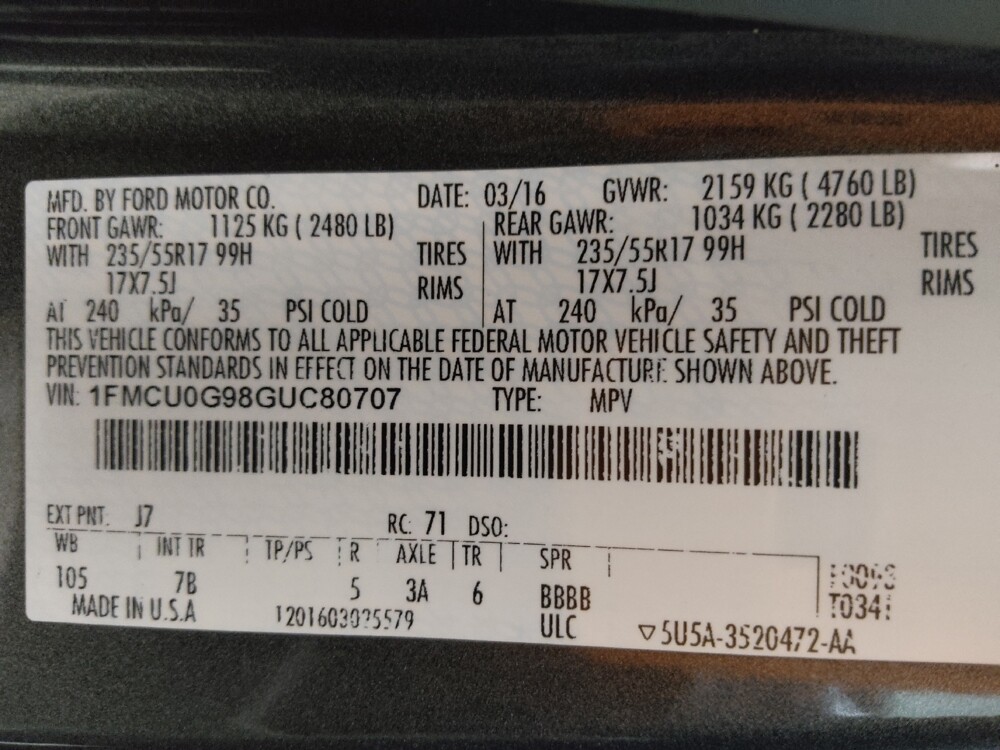 MFD. BY FORD MOTOR CO. DATE: 03/16 GVWR: 2159 KG ( 4760 LB)
FRONT GAWR: 1125 KG ( 2480 LB) REAR GAWR: 1034 KG ( 2280 LB)
WITH 235/55R17 99H TIRES WITH 235/55R17 99H TIRES
17X7.5J RIMS 17X7.5J RIMS
AT 240 kPa/ 35 PSI COLD AT 240 kPa/ 35 PSI COLD
THIS VEHICLE CONFORMS TO ALL APPLICABLE FEDERAL MOTOR VEHICLE SAFETY AND THEFT
PREVENTION STANDARDS IN EFFECT ON THE DATE OF MANUFACTURE SHOWN ABOVE.
VIN: 1FMCU0G98GUC80707 TYPE: MPV
EXT PNT: J7 RC: 71 DSO:
WB INT TR TP/PS R AXLE TR SPR
105 7B 5 3A 6 BBBB
MADE IN U.S.A ULC ▽5U5A-3520472-AA